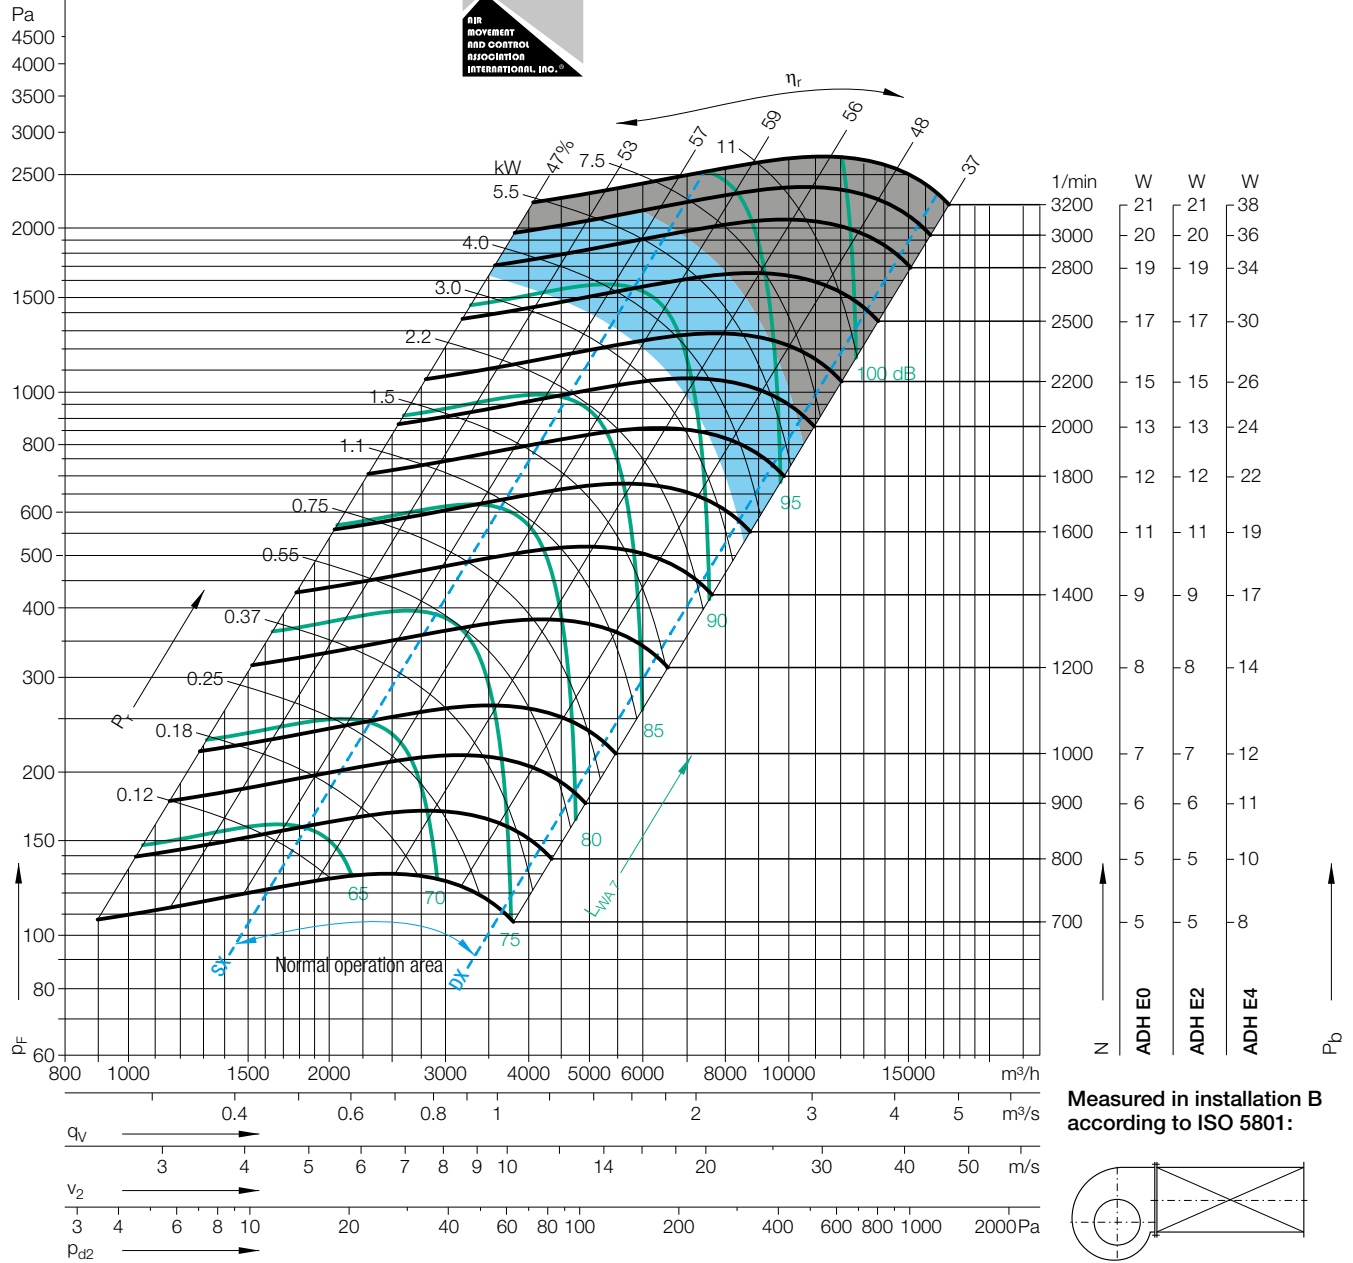 AIR
MOVEMENT
AND CONTROL
ASSOCIATION
INTERNATIONAL, INC.®
Pa
4500
4000
3500
3000
2500
2000
1500
1000
800
600
500
400
300
200
150
100
80
60
pF
ηr
kW
47%
53
57
59
56
48
37
11
7.5
5.5
4.0
3.0
2.2
1.5
1.1
0.75
0.55
0.37
0.25
0.18
0.12
Pr
100 dB
95
90
85
80
75
70
65
LWA 7
SX
Normal operation area
DX
1/min W W W
3200 21 21 38
3000 20 20 36
2800 19 19 34
2500 17 17 30
2200 15 15 26
2000 13 13 24
1800 12 12 22
1600 11 11 19
1400 9 9 17
1200 8 8 14
1000 7 7 12
900 6 6 11
800 5 5 10
700 5 5 8
N
ADH E0
ADH E2
ADH E4
Pb
800 1000 1500 2000 3000 4000 5000 6000 8000 10000 15000 m³/h
0.4 0.6 0.8 1 2 3 4 5 m³/s
qV
3 4 5 6 7 8 9 10 14 20 30 40 50 m/s
v2
3 4 6 8 10 20 40 60 80 100 200 400 600 800 1000 2000 Pa
pd2
Measured in installation B
according to ISO 5801: